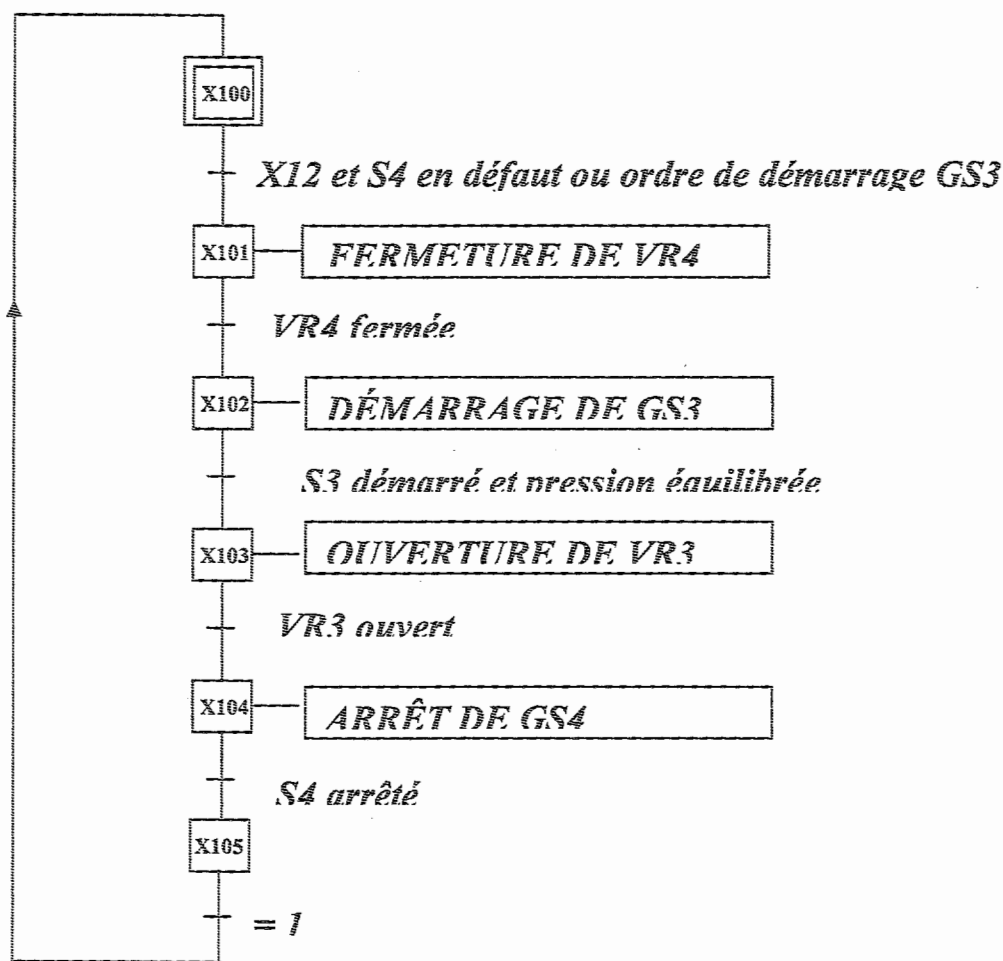 X100
X12 et S4 en défaut ou ordre de démarrage GS3
X101 FERMETURE DE VR4
VR4 fermée
X102 DÉMARRAGE DE GS3
S3 démarré et pression équilibrée
X103 OUVERTURE DE VR3
VR3 ouvert
X104 ARRÊT DE GS4
S4 arrêté
X105
= 1